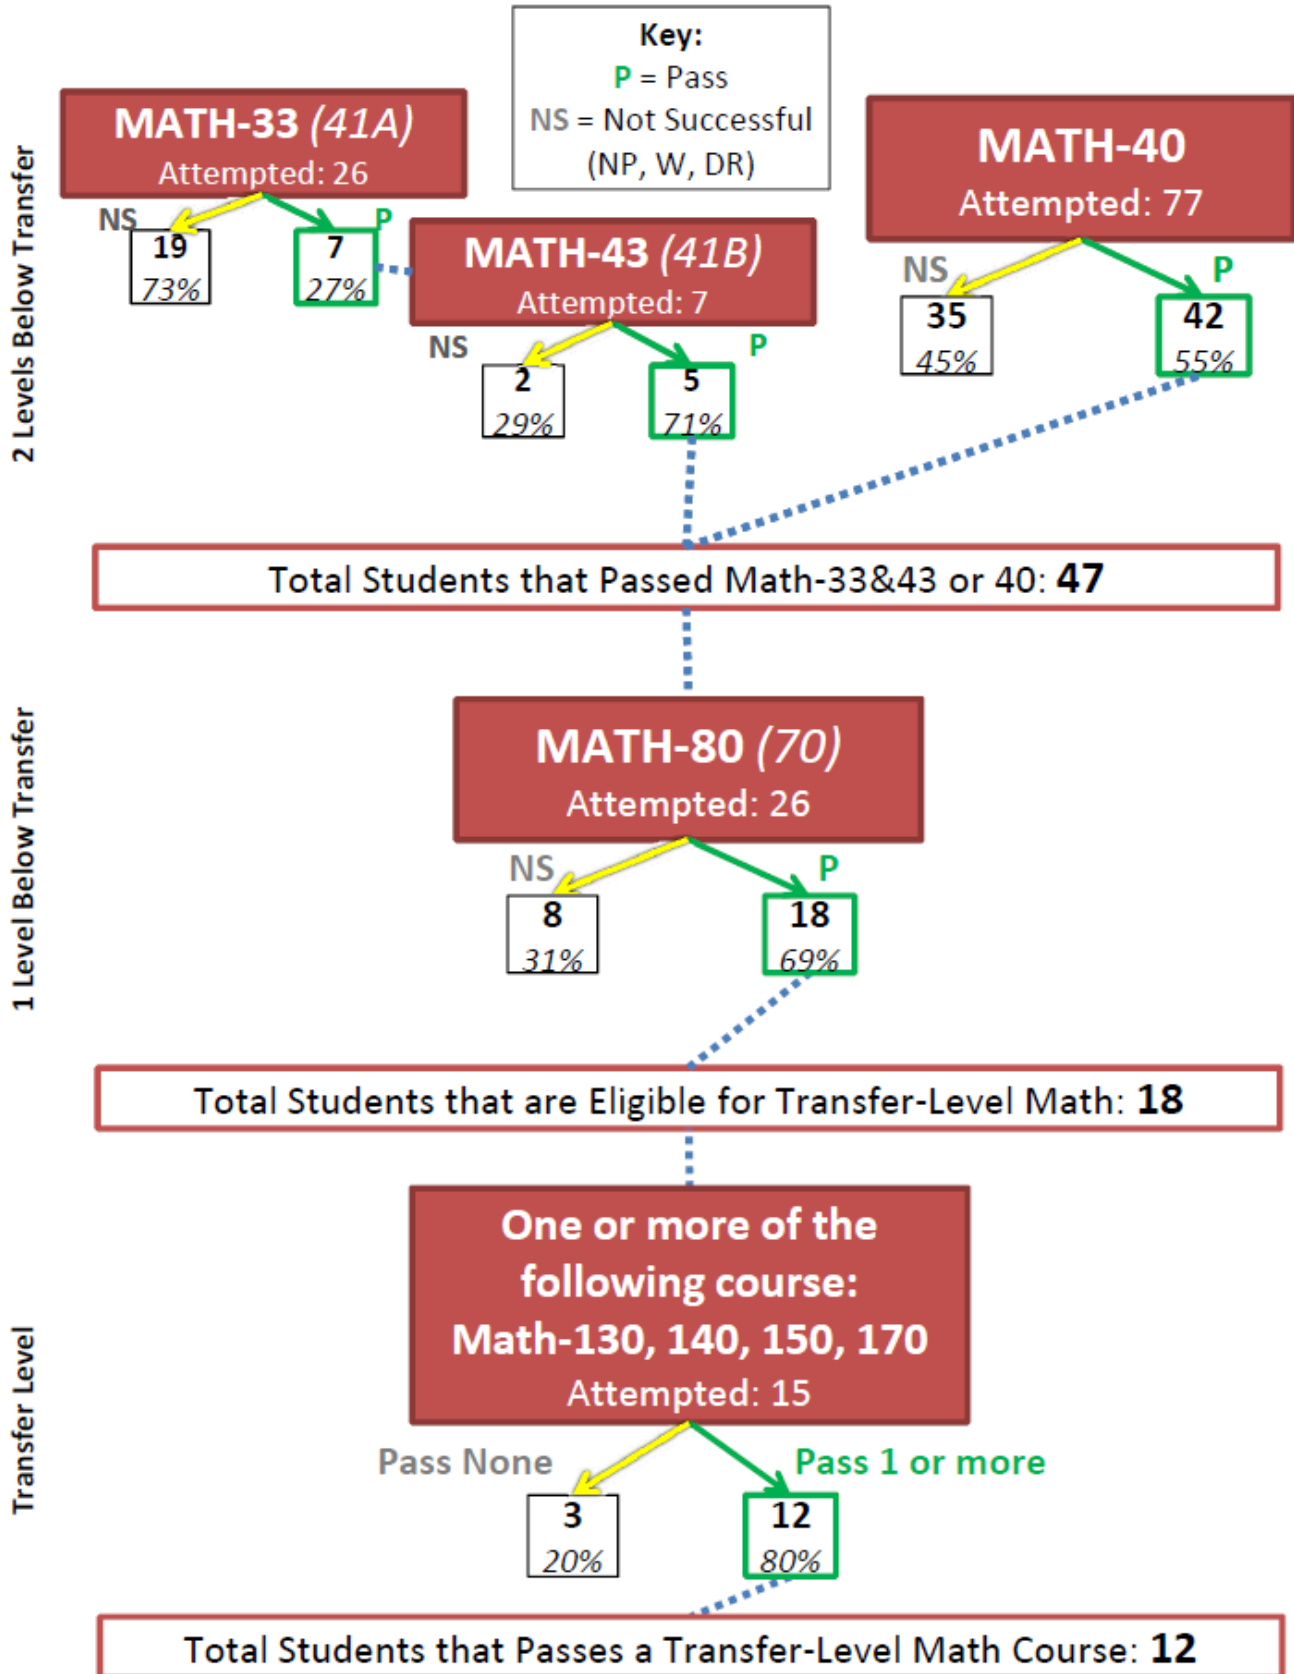 Key:
P = Pass
NS = Not Successful
(NP, W, DR)
2 Levels Below Transfer
MATH-33 (41A)
Attempted: 26
NS
P
19
73%
7
27%
MATH-43 (41B)
Attempted: 7
NS
P
2
29%
5
71%
MATH-40
Attempted: 77
NS
P
35
45%
42
55%
Total Students that Passed Math-33&43 or 40: 47
1 Level Below Transfer
MATH-80 (70)
Attempted: 26
NS
P
8
31%
18
69%
Total Students that are Eligible for Transfer-Level Math: 18
Transfer Level
One or more of the
following course:
Math-130, 140, 150, 170
Attempted: 15
Pass None
Pass 1 or more
3
20%
12
80%
Total Students that Passes a Transfer-Level Math Course: 12